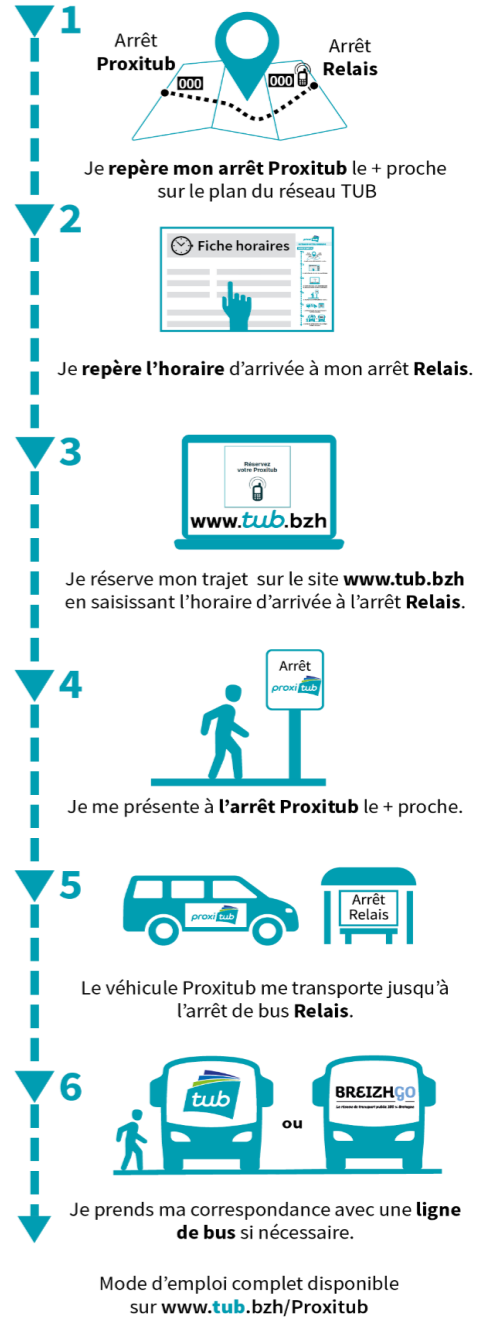 1
Arrêt
Proxitub
Arrêt
Relais
000
000
Je repère mon arrêt Proxitub le + proche
sur le plan du réseau TUB
2
Fiche horaires
Je repère l’horaire d’arrivée à mon arrêt Relais.
3
Réservez
votre Proxitub
www.tub.bzh
Je réserve mon trajet sur le site www.tub.bzh
en saisissant l’horaire d’arrivée à l’arrêt Relais.
4
Arrêt
proxitub
Je me présente à l’arrêt Proxitub le + proche.
5
proxitub
Arrêt
Relais
Le véhicule Proxitub me transporte jusqu’à
l’arrêt de bus Relais.
6
tub
ou
BREIZHGO
Le réseau de transport public
Je prends ma correspondance avec une ligne
de bus si nécessaire.
Mode d’emploi complet disponible
sur www.tub.bzh/Proxitub